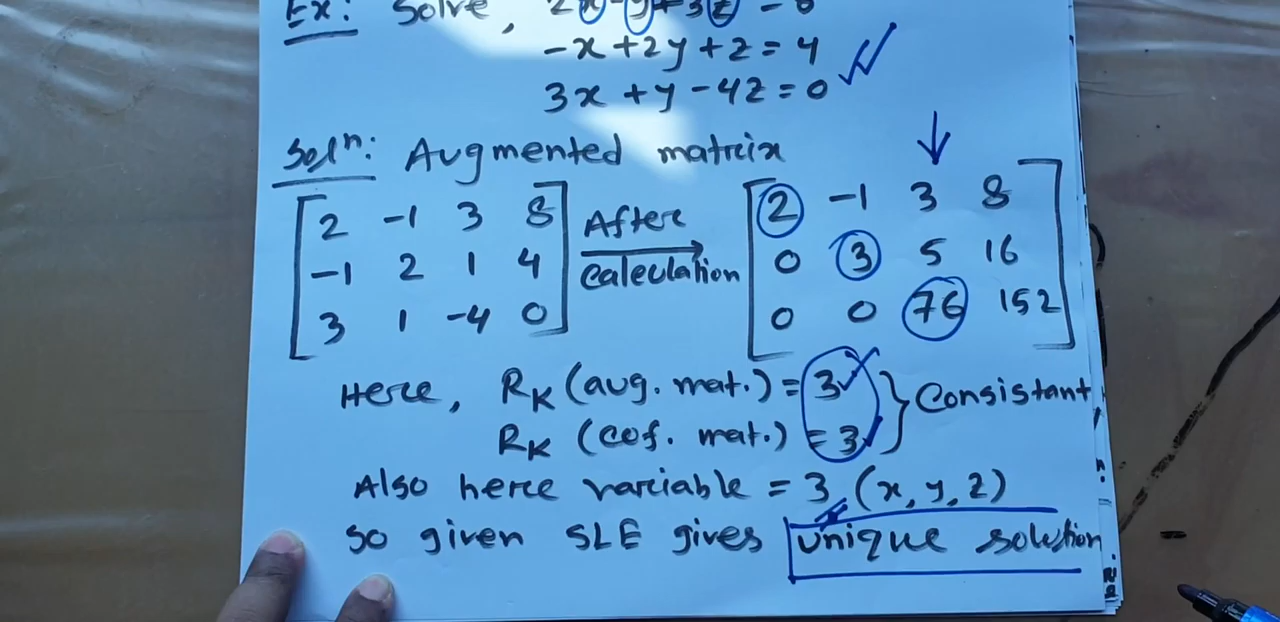 Ex: Solve, 2x-y+3z = 8
-x+2y+z=4
3x+y-4z=0
Solⁿ: Augmented matrix
2 -1 3 8
-1 2 1 4
3 1 -4 0
After
calculation
2 -1 3 8
0 3 5 16
0 0 76 152
Here, RK (aug. mat.) = 3
RK (cof. mat.) = 3
} Consistant
Also here variable = 3 (x, y, z)
So given SLE gives unique solution